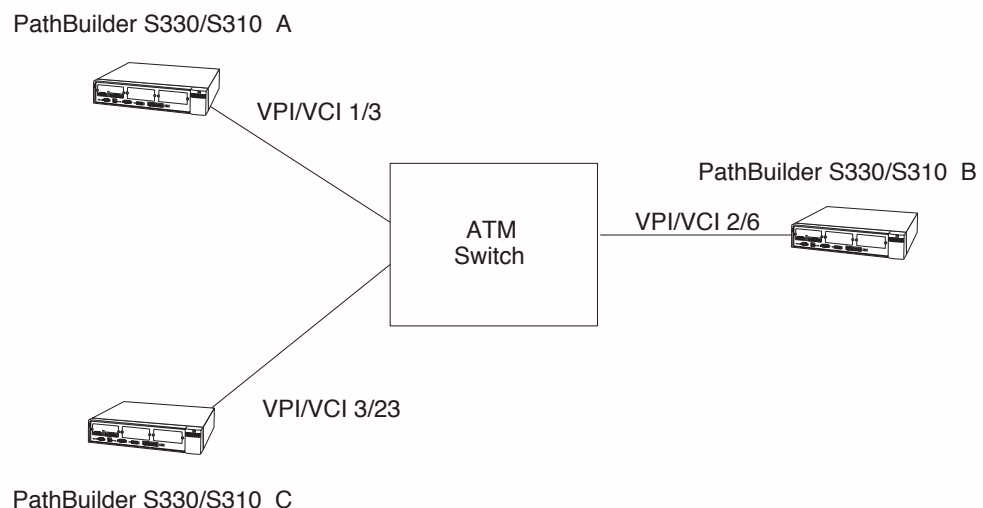 PathBuilder S330/S310 A
VPI/VCI 1/3
PathBuilder S330/S310 B
ATM
Switch
VPI/VCI 2/6
VPI/VCI 3/23
PathBuilder S330/S310 C